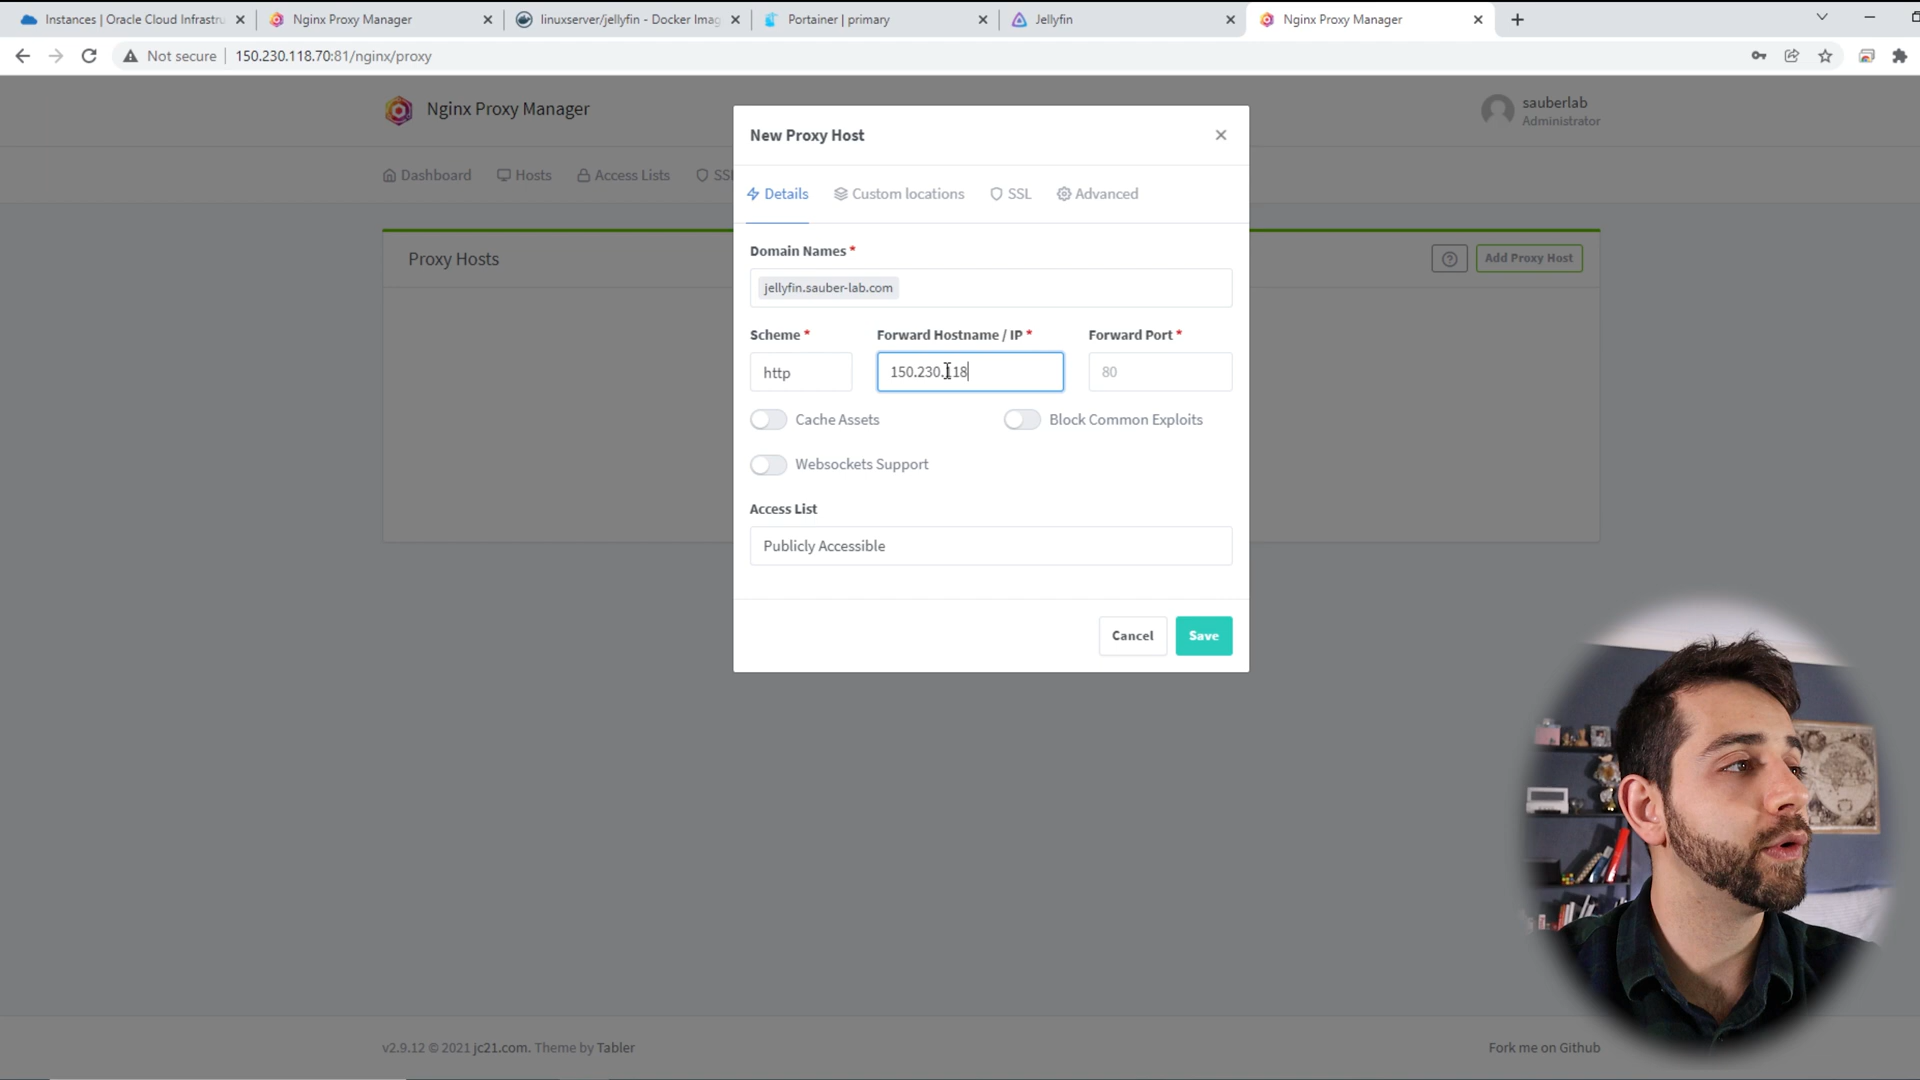 Instances | Oracle Cloud Infrastru
Nginx Proxy Manager
linuxserver/jellyfin - Docker Imag
Portainer | primary
Jellyfin
Nginx Proxy Manager
Not secure
150.230.118.70:81/nginx/proxy
Nginx Proxy Manager
sauberlab
Administrator
Dashboard
Hosts
Access Lists
SS
Proxy Hosts
Add Proxy Host
New Proxy Host
Details
Custom locations
SSL
Advanced
Domain Names *
jellyfin.sauber-lab.com
Scheme *
Forward Hostname / IP *
Forward Port *
http
150.230.118
80
Cache Assets
Block Common Exploits
Websockets Support
Access List
Publicly Accessible
Cancel
Save
v2.9.12 © 2021 jc21.com. Theme by Tabler
Fork me on Github